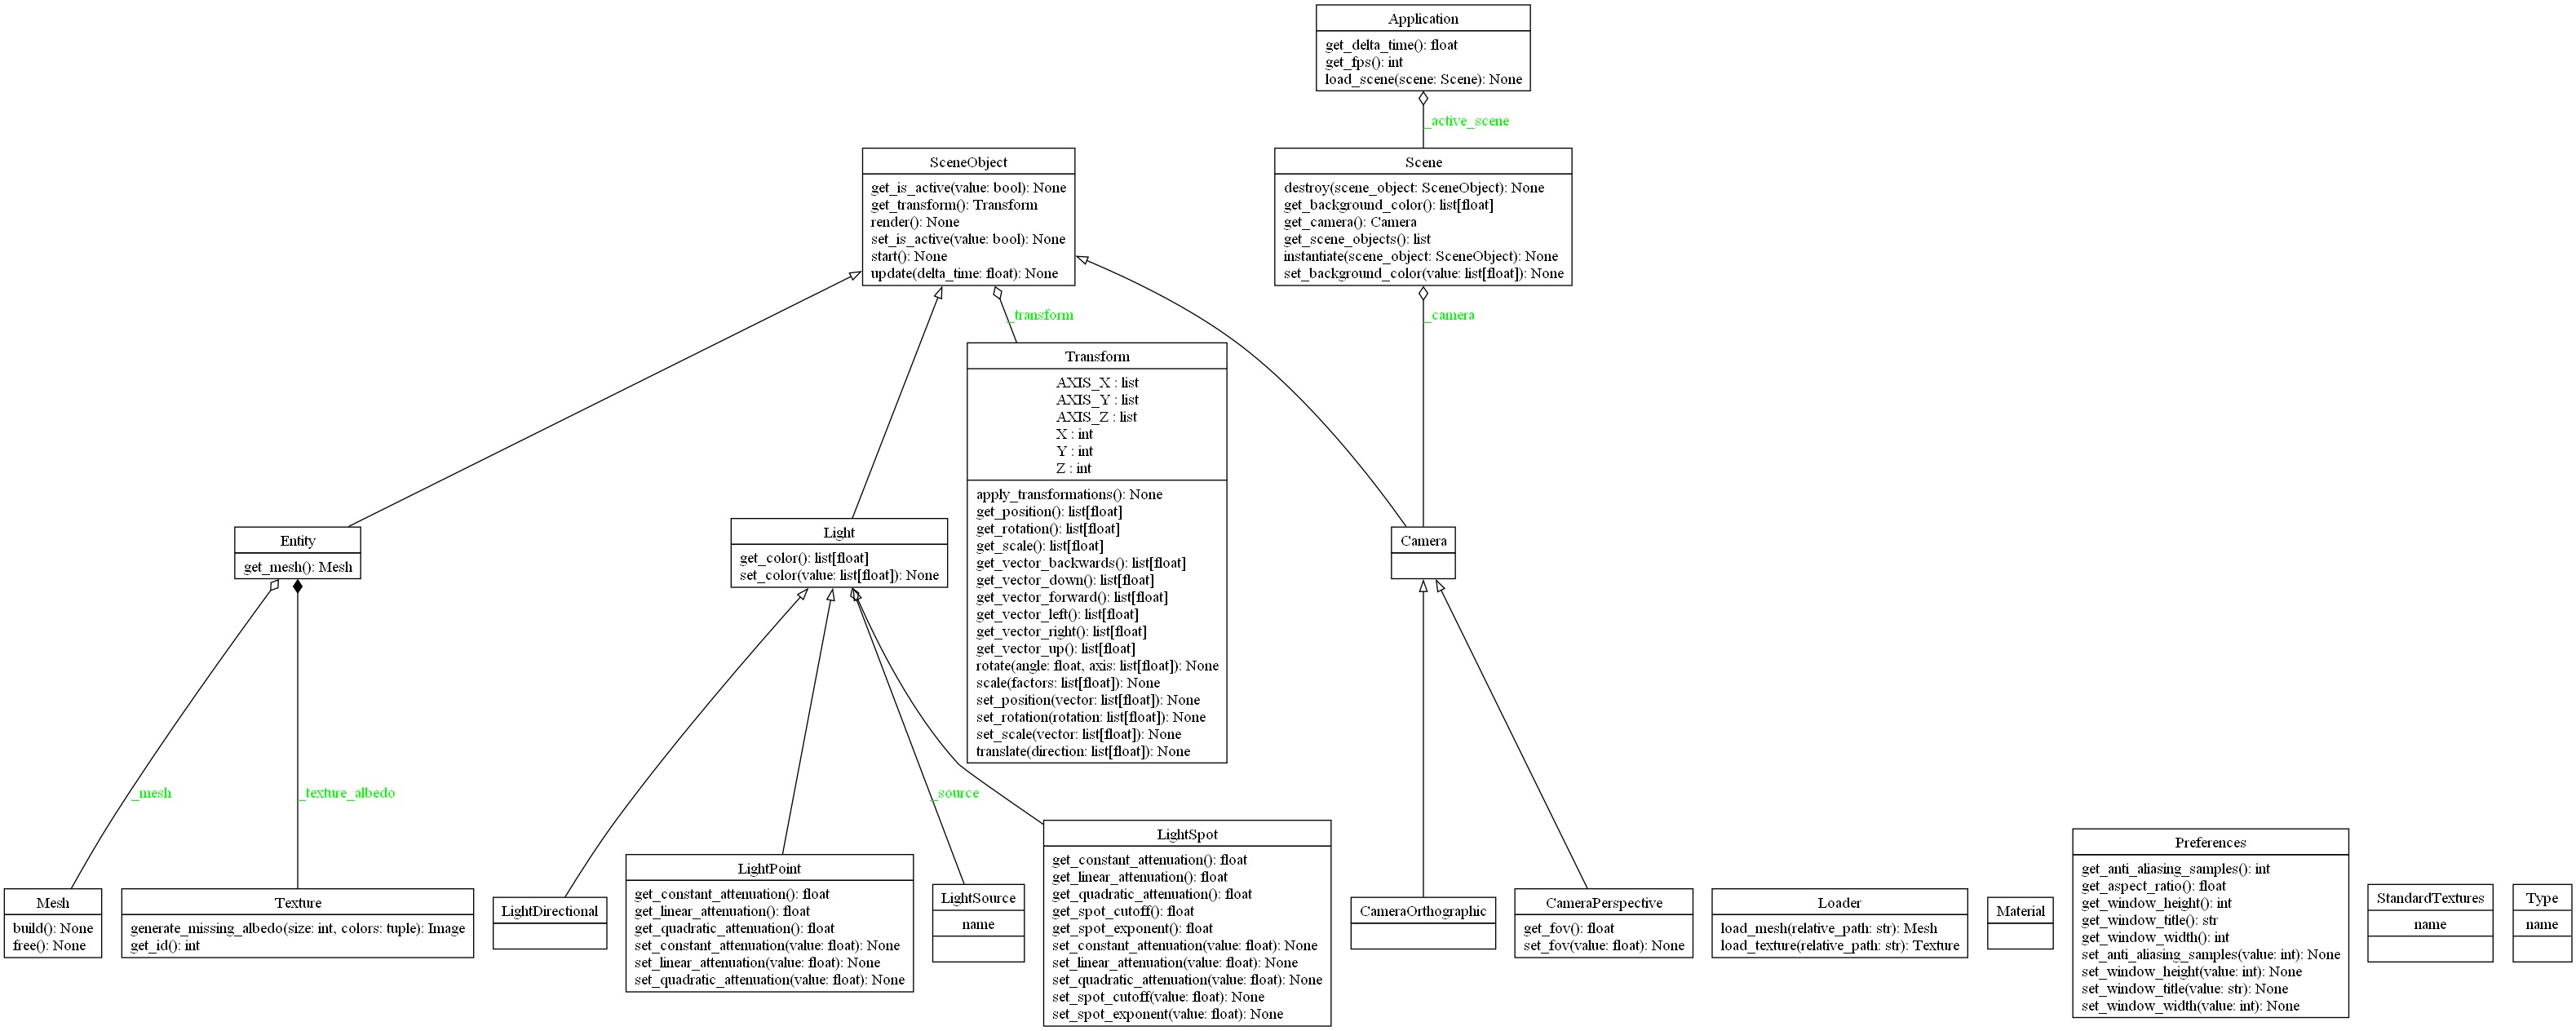 Application
get_delta_time(): float
get_fps(): int
load_scene(scene: Scene): None
_active_scene
SceneObject
get_is_active(value: bool): None
get_transform(): Transform
render(): None
set_is_active(value: bool): None
start(): None
update(delta_time: float): None
Scene
destroy(scene_object: SceneObject): None
get_background_color(): list[float]
get_camera(): Camera
get_scene_objects(): list
instantiate(scene_object: SceneObject): None
set_background_color(value: list[float]): None
_transform
_camera
Transform
AXIS_X : list
AXIS_Y : list
AXIS_Z : list
X : int
Y : int
Z : int
apply_transformations(): None
get_position(): list[float]
get_rotation(): list[float]
get_scale(): list[float]
get_vector_backwards(): list[float]
get_vector_down(): list[float]
get_vector_forward(): list[float]
get_vector_left(): list[float]
get_vector_right(): list[float]
get_vector_up(): list[float]
rotate(angle: float, axis: list[float]): None
scale(factors: list[float]): None
set_position(vector: list[float]): None
set_rotation(rotation: list[float]): None
set_scale(vector: list[float]): None
translate(direction: list[float]): None
Entity
get_mesh(): Mesh
Light
get_color(): list[float]
set_color(value: list[float]): None
Camera
_mesh
_texture_albedo
_source
Mesh
build(): None
free(): None
Texture
generate_missing_albedo(size: int, colors: tuple): Image
get_id(): int
LightDirectional
LightPoint
get_constant_attenuation(): float
get_linear_attenuation(): float
get_quadratic_attenuation(): float
set_constant_attenuation(value: float): None
set_linear_attenuation(value: float): None
set_quadratic_attenuation(value: float): None
LightSource
name
LightSpot
get_constant_attenuation(): float
get_linear_attenuation(): float
get_quadratic_attenuation(): float
get_spot_cutoff(): float
get_spot_exponent(): float
set_constant_attenuation(value: float): None
set_linear_attenuation(value: float): None
set_quadratic_attenuation(value: float): None
set_spot_cutoff(value: float): None
set_spot_exponent(value: float): None
CameraOrthographic
CameraPerspective
get_fov(): float
set_fov(value: float): None
Loader
load_mesh(relative_path: str): Mesh
load_texture(relative_path: str): Texture
Material
Preferences
get_anti_aliasing_samples(): int
get_aspect_ratio(): float
get_window_height(): int
get_window_title(): str
get_window_width(): int
set_anti_aliasing_samples(value: int): None
set_window_height(value: int): None
set_window_title(value: str): None
set_window_width(value: int): None
StandardTextures
name
Type
name